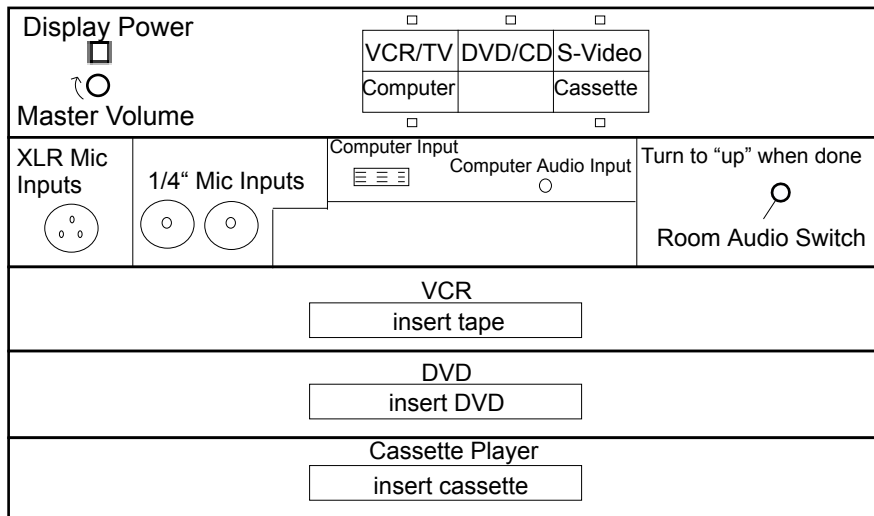 Display Power
Master Volume
VCR/TV DVD/CD S-Video
Computer Cassette
XLR Mic
Inputs
1/4“ Mic Inputs
Computer Input
Computer Audio Input
Turn to “up” when done
Room Audio Switch
VCR
insert tape
DVD
insert DVD
Cassette Player
insert cassette